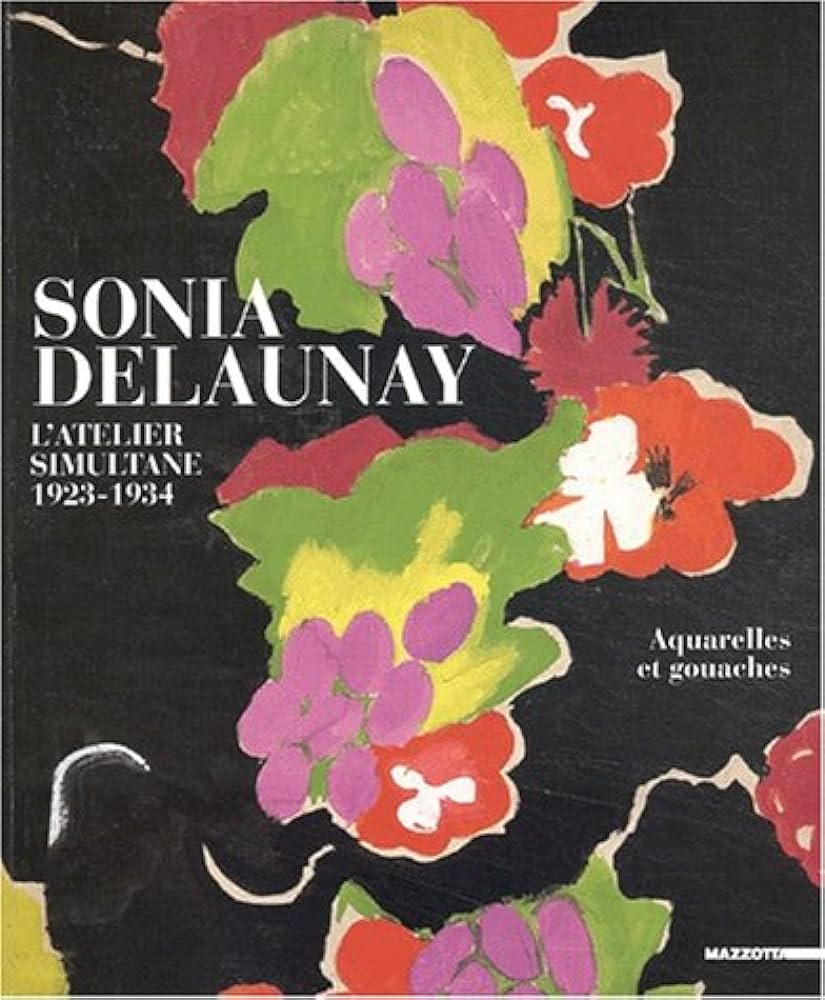 SONIA
DELAUNAY
L'ATELIER
SIMULTANE
1923-1934
Aquarelles
et gouaches
MAZZOTTA